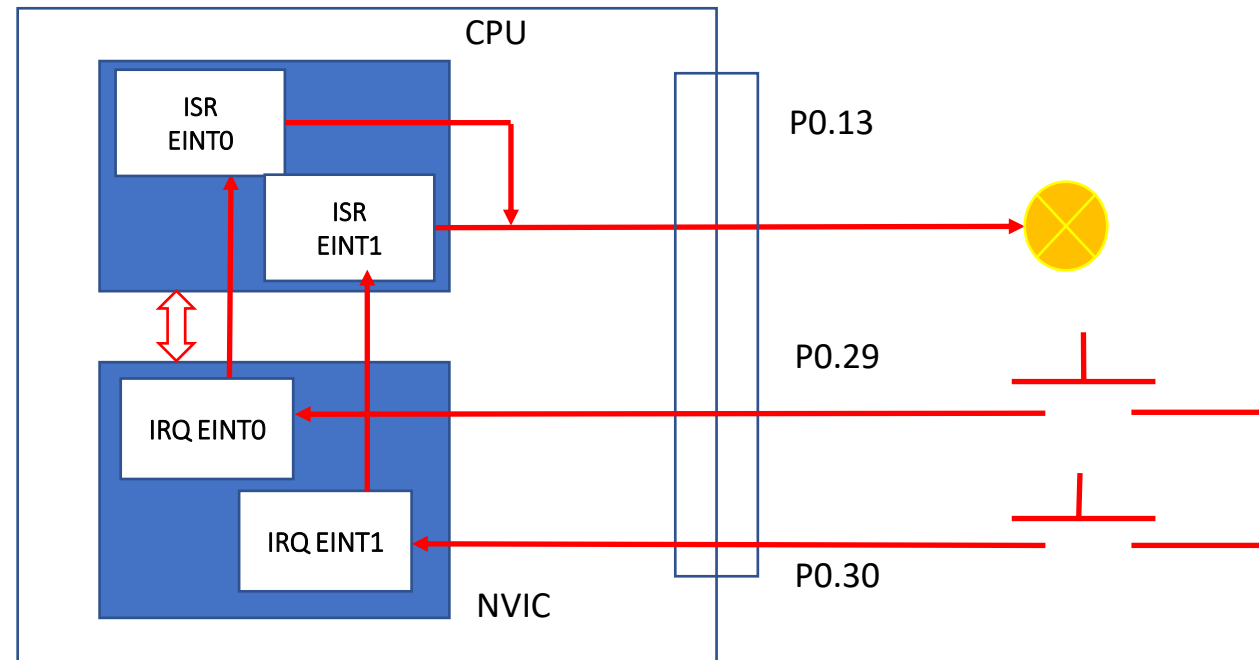 CPU
ISR
EINT0
P0.13
ISR
EINT1
P0.29
IRQ EINT0
IRQ EINT1
P0.30
NVIC